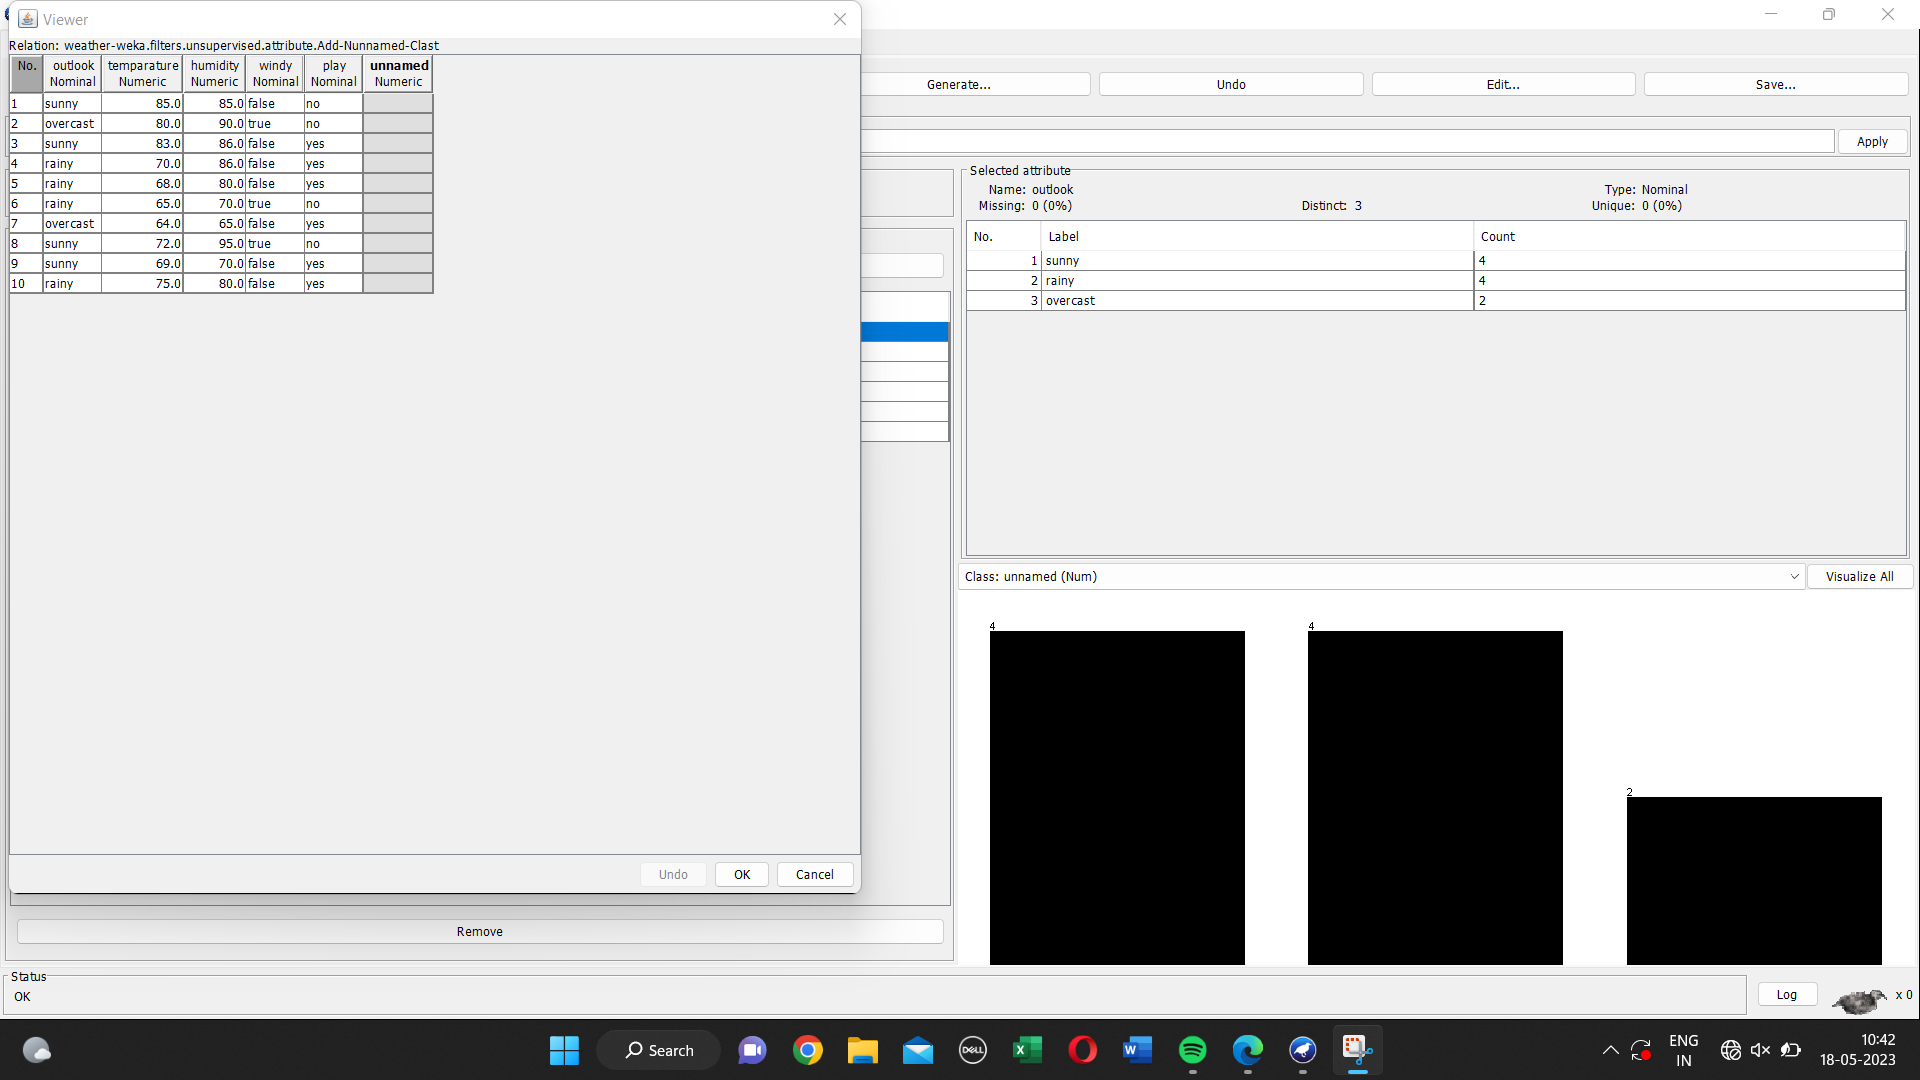 Viewer
Relation: weather-weka.filters.unsupervised.attribute.Add-Nunnamed-Clast
No. outlook temparature humidity windy play unnamed
Nominal Numeric Numeric Nominal Nominal Numeric
1 sunny 85.0 85.0 false no
2 overcast 80.0 90.0 true no
3 sunny 83.0 86.0 false yes
4 rainy 70.0 86.0 false yes
5 rainy 68.0 80.0 false yes
6 rainy 65.0 70.0 true no
7 overcast 64.0 65.0 false yes
8 sunny 72.0 95.0 true no
9 sunny 69.0 70.0 false yes
10 rainy 75.0 80.0 false yes
Undo OK Cancel
Remove
Generate... Undo Edit... Save...
Apply
Selected attribute
Name: outlook Type: Nominal
Missing: 0 (0%) Distinct: 3 Unique: 0 (0%)
No. Label Count
1 sunny 4
2 rainy 4
3 overcast 2
Class: unnamed (Num) Visualize All
4 4 2
Status
OK
Log x 0
Search
DELL
ENG
IN
10:42
18-05-2023